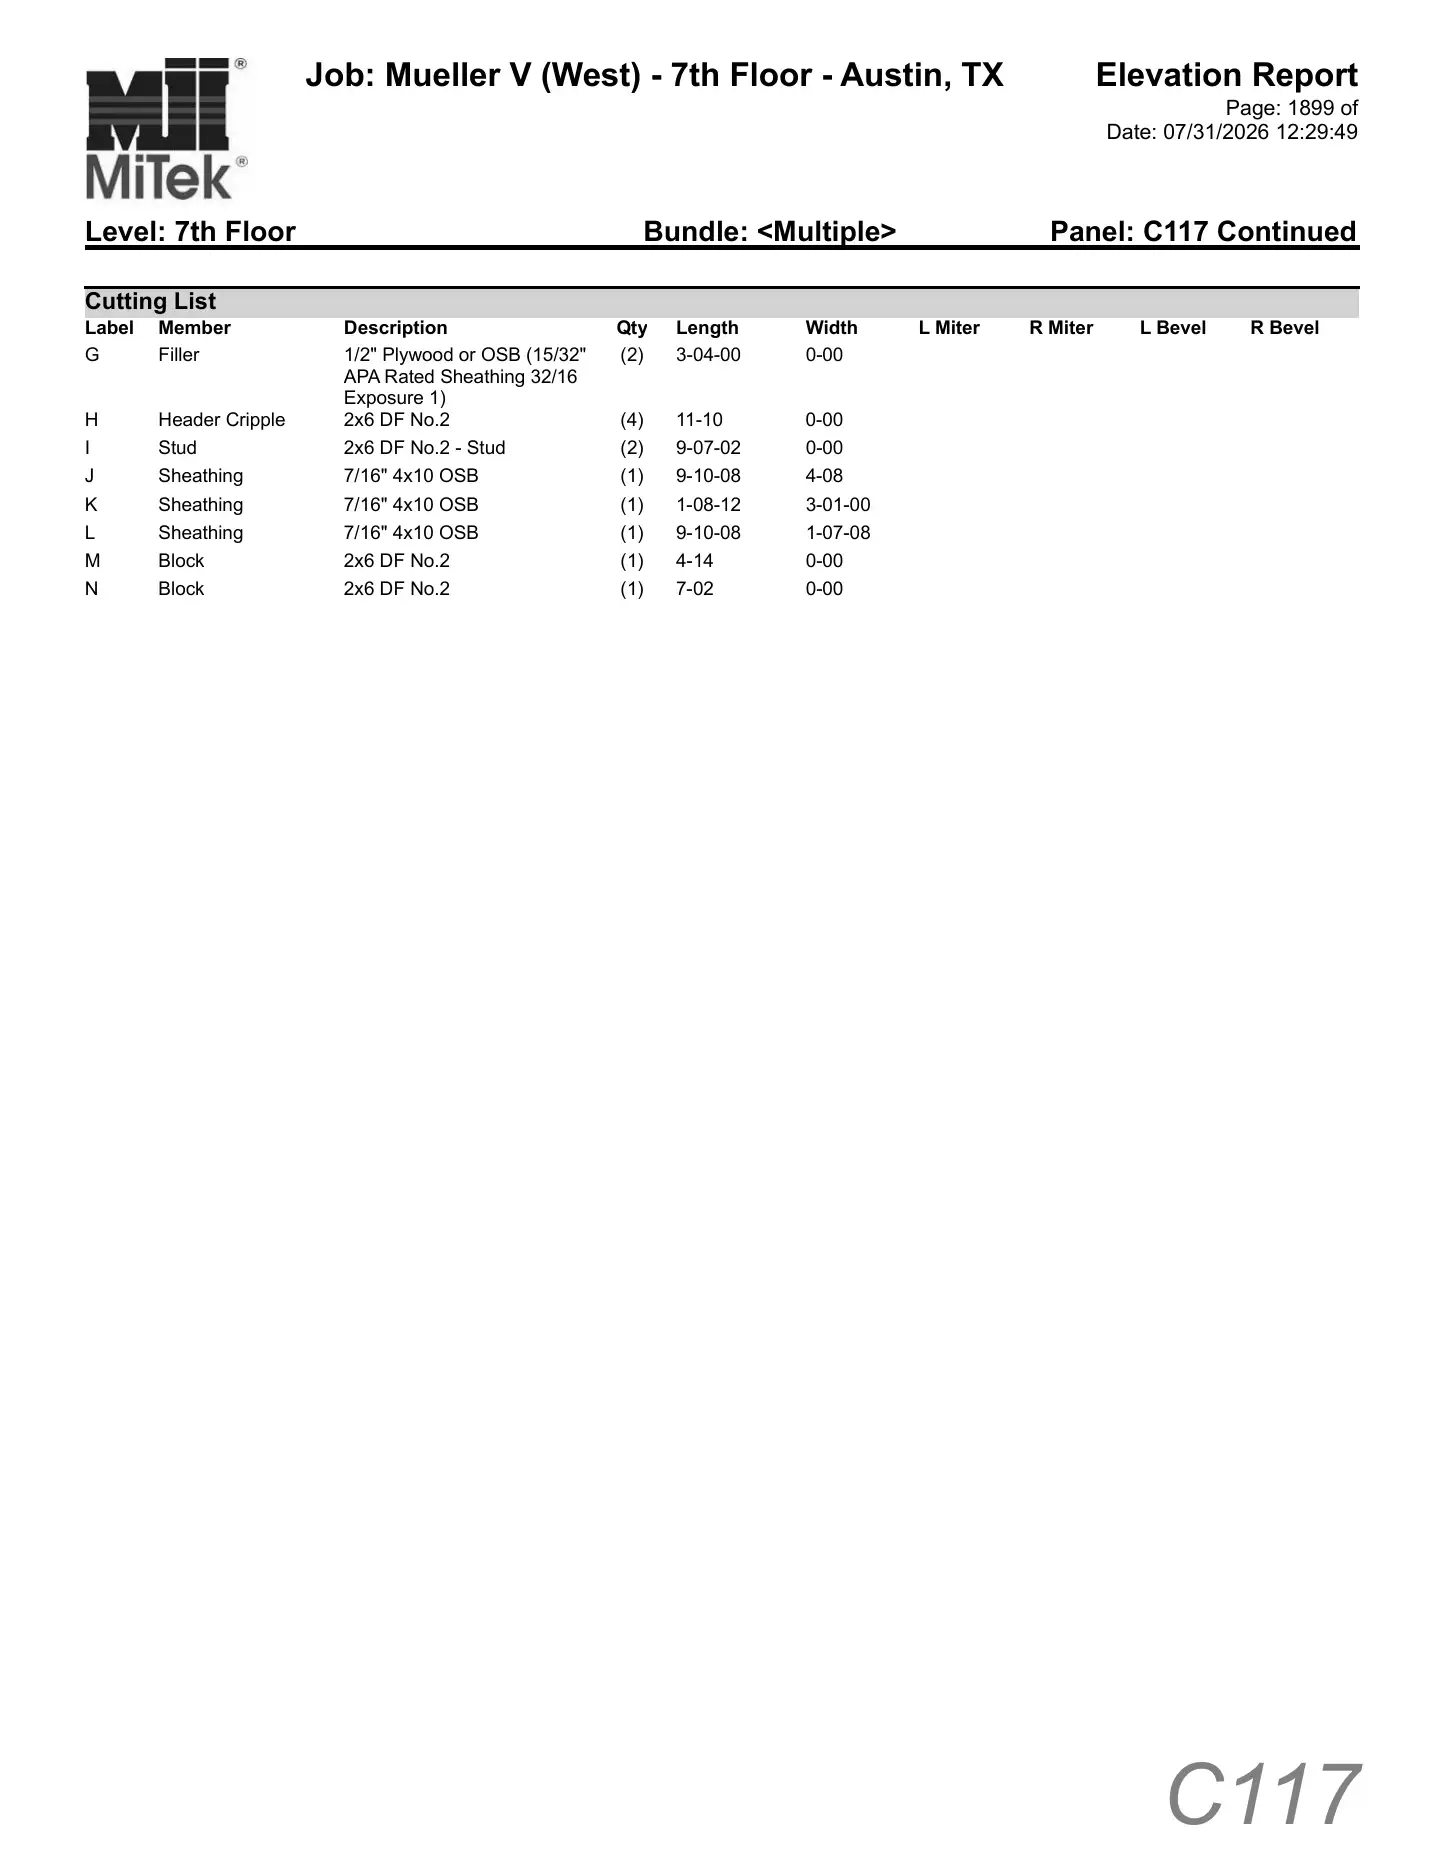 MiTek®
®
Job: Mueller V (West) - 7th Floor - Austin, TX
Elevation Report
Page: 1899 of
Date: 07/31/2026 12:29:49
Level: 7th Floor Bundle: <Multiple> Panel: C117 Continued
Cutting List
Label Member Description Qty Length Width L Miter R Miter L Bevel R Bevel
G Filler 1/2" Plywood or OSB (15/32" (2) 3-04-00 0-00
APA Rated Sheathing 32/16
Exposure 1)
H Header Cripple 2x6 DF No.2 (4) 11-10 0-00
I Stud 2x6 DF No.2 - Stud (2) 9-07-02 0-00
J Sheathing 7/16" 4x10 OSB (1) 9-10-08 4-08
K Sheathing 7/16" 4x10 OSB (1) 1-08-12 3-01-00
L Sheathing 7/16" 4x10 OSB (1) 9-10-08 1-07-08
M Block 2x6 DF No.2 (1) 4-14 0-00
N Block 2x6 DF No.2 (1) 7-02 0-00
C117